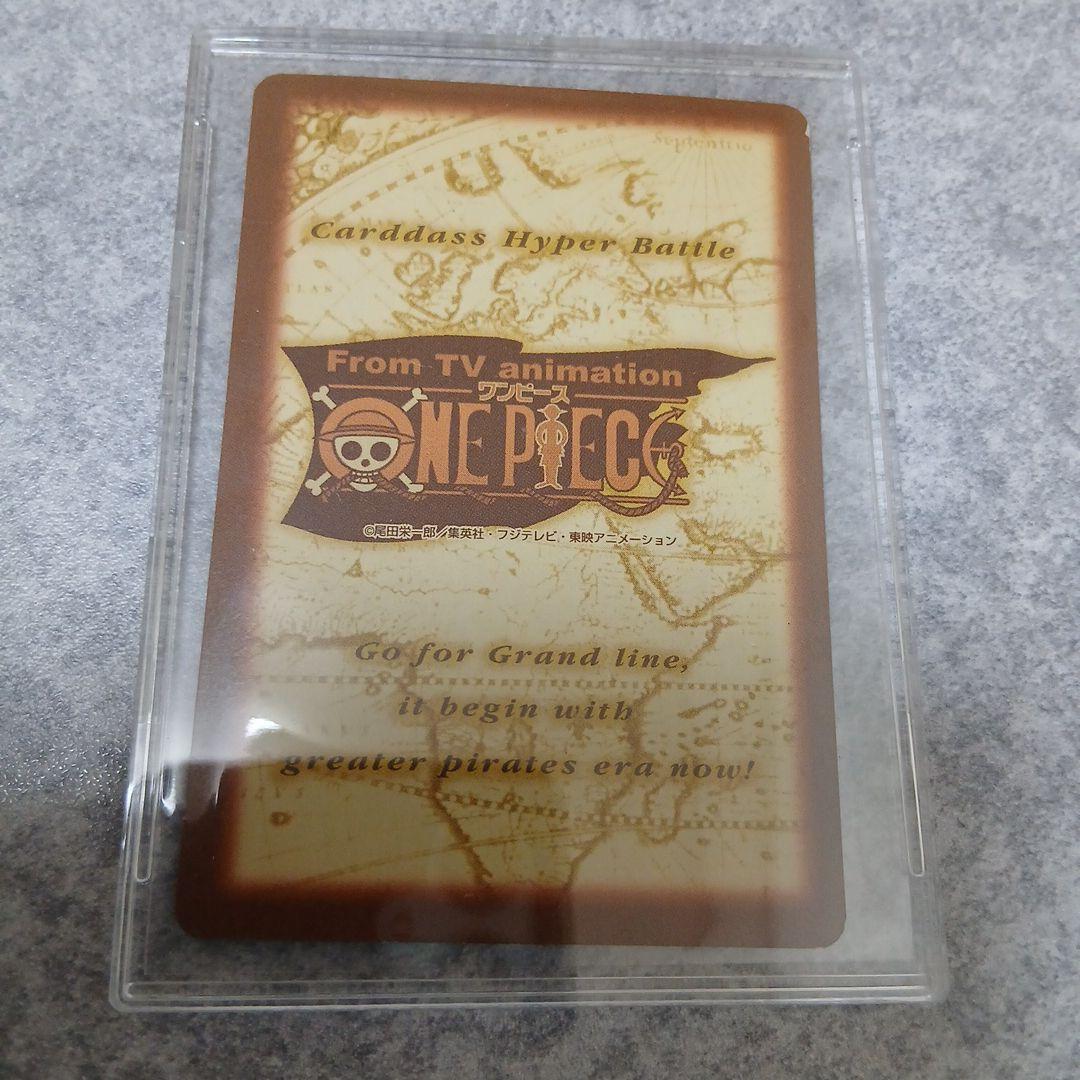 Septentrio
Carddass Hyper Battle
From TV animation
ワンピース
ONE PIECE
©尾田栄一郎／集英社・フジテレビ・東映アニメーション
Go for Grand line,
it begin with
greater pirates era now!